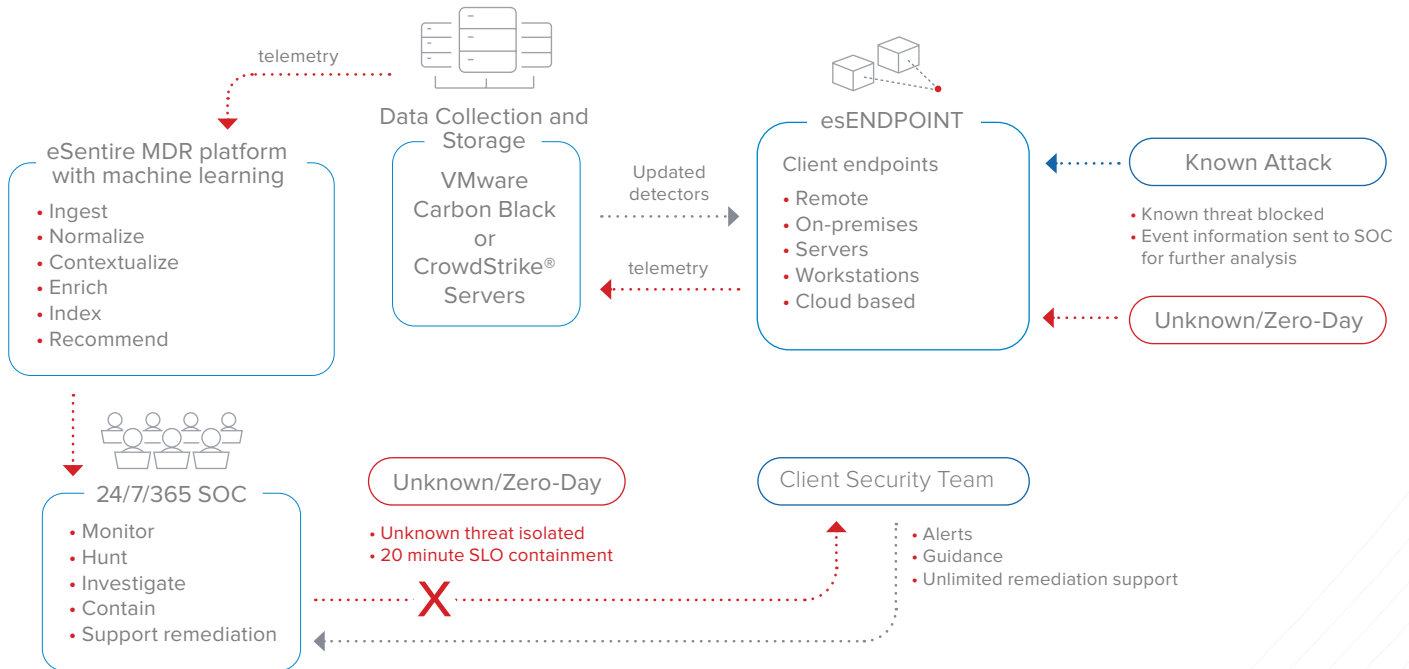 telemetry
Data Collection and
Storage
VMware
Carbon Black
or
CrowdStrike®
Servers
eSentire MDR platform
with machine learning
• Ingest
• Normalize
• Contextualize
• Enrich
• Index
• Recommend
Updated
detectors
telemetry
esENDPOINT
Client endpoints
• Remote
• On-premises
• Servers
• Workstations
• Cloud based
Known Attack
• Known threat blocked
• Event information sent to SOC
for further analysis
Unknown/Zero-Day
24/7/365 SOC
• Monitor
• Hunt
• Investigate
• Contain
• Support remediation
Unknown/Zero-Day
• Unknown threat isolated
• 20 minute SLO containment
X
Client Security Team
• Alerts
• Guidance
• Unlimited remediation support